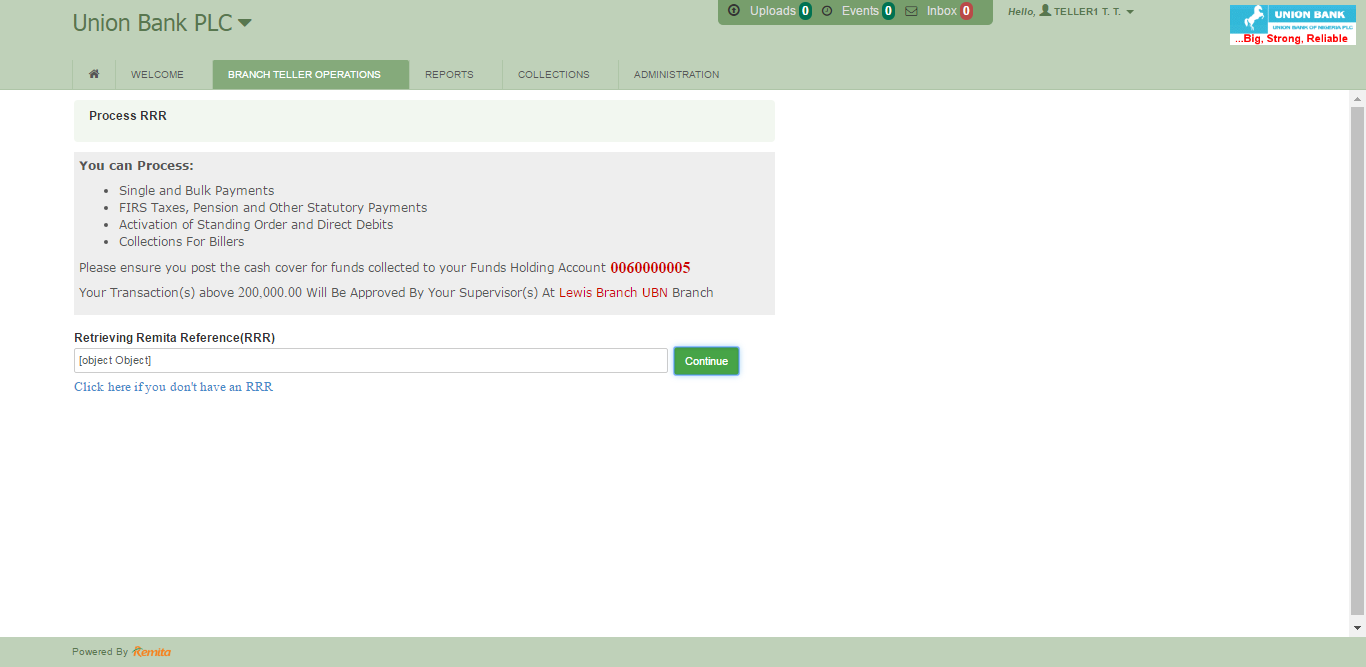 Union Bank PLC
Uploads 0 Events 0 Inbox 0
Hello, TELLER1 T. T.
UNION BANK
UNION BANK OF NIGERIA PLC
...Big, Strong, Reliable
WELCOME BRANCH TELLER OPERATIONS REPORTS COLLECTIONS ADMINISTRATION
Process RRR
You can Process:
• Single and Bulk Payments
• FIRS Taxes, Pension and Other Statutory Payments
• Activation of Standing Order and Direct Debits
• Collections For Billers
Please ensure you post the cash cover for funds collected to your Funds Holding Account 0060000005
Your Transaction(s) above 200,000.00 Will Be Approved By Your Supervisor(s) At Lewis Branch UBN Branch
Retrieving Remita Reference(RRR)
[object Object] Continue
Click here if you don't have an RRR
Powered By Remita